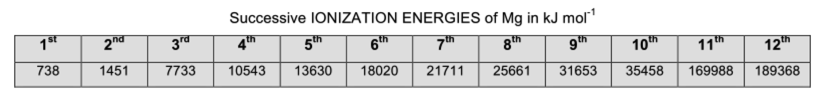 Successive IONIZATION ENERGIES of Mg in kJ mol⁻¹
1st 2nd 3rd 4th 5th 6th 7th 8th 9th 10th 11th 12th
738 1451 7733 10543 13630 18020 21711 25661 31653 35458 169988 189368